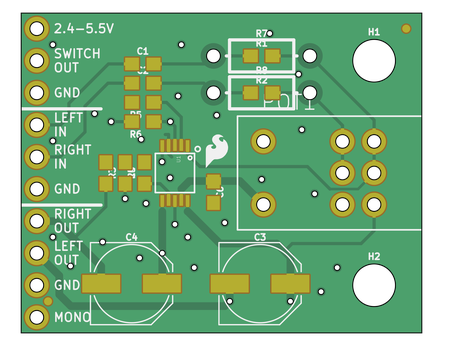 2.4-5.5V
SWITCH
OUT
GND
LEFT
IN
RIGHT
IN
GND
RIGHT
OUT
LEFT
OUT
GND
MONO
C1
R6
R7
R1
R8
R2
H1
C4
C3
H2